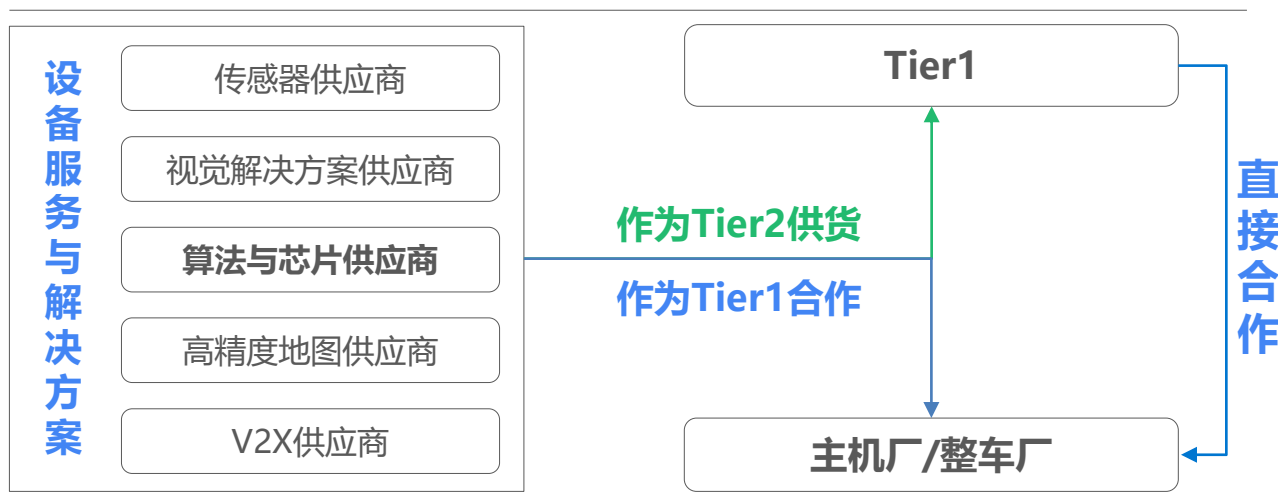 设备服务与解决方案
传感器供应商
视觉解决方案供应商
算法与芯片供应商
高精度地图供应商
V2X供应商
作为Tier2供货
作为Tier1合作
Tier1
主机厂/整车厂
直接合作